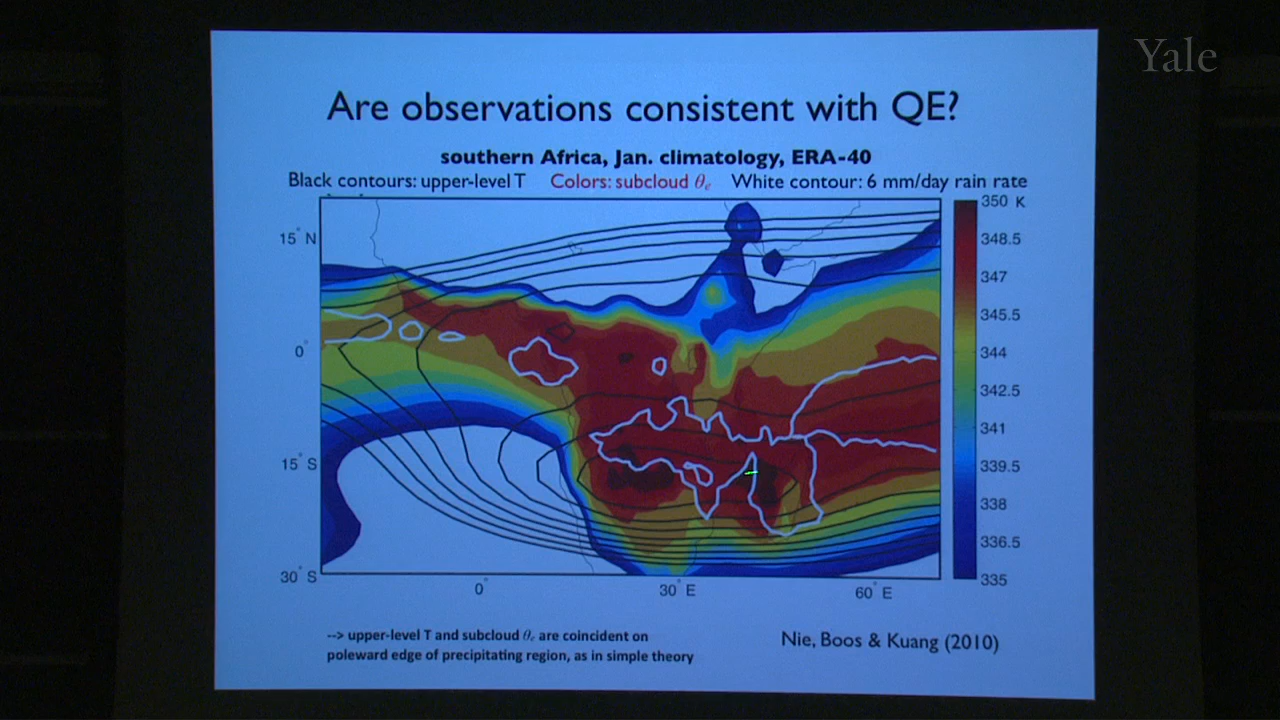 Yale
Are observations consistent with QE?
southern Africa, Jan. climatology, ERA-40
Black contours: upper-level T Colors: subcloud θe White contour: 6 mm/day rain rate
350 K
348.5
347
345.5
344
342.5
341
339.5
338
336.5
335
15° N
0°
15° S
30° S
0° 30° E 60° E
--> upper-level T and subcloud θe are coincident on
poleward edge of precipitating region, as in simple theory
Nie, Boos & Kuang (2010)